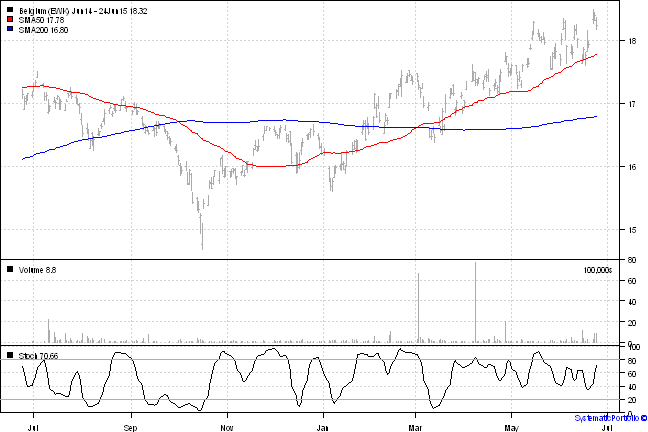 Belgium (EWK) Jun14 - 24Jun15 18.32
SMA50 17.78
SMA200 16.80
18
17
16
15
Volume 8.8
100,000s
80
60
40
20
0
Stoch 70.66
100
80
60
40
20
0
Jul Sep Nov Jan Mar May Jul
SystematicPortfolio ©